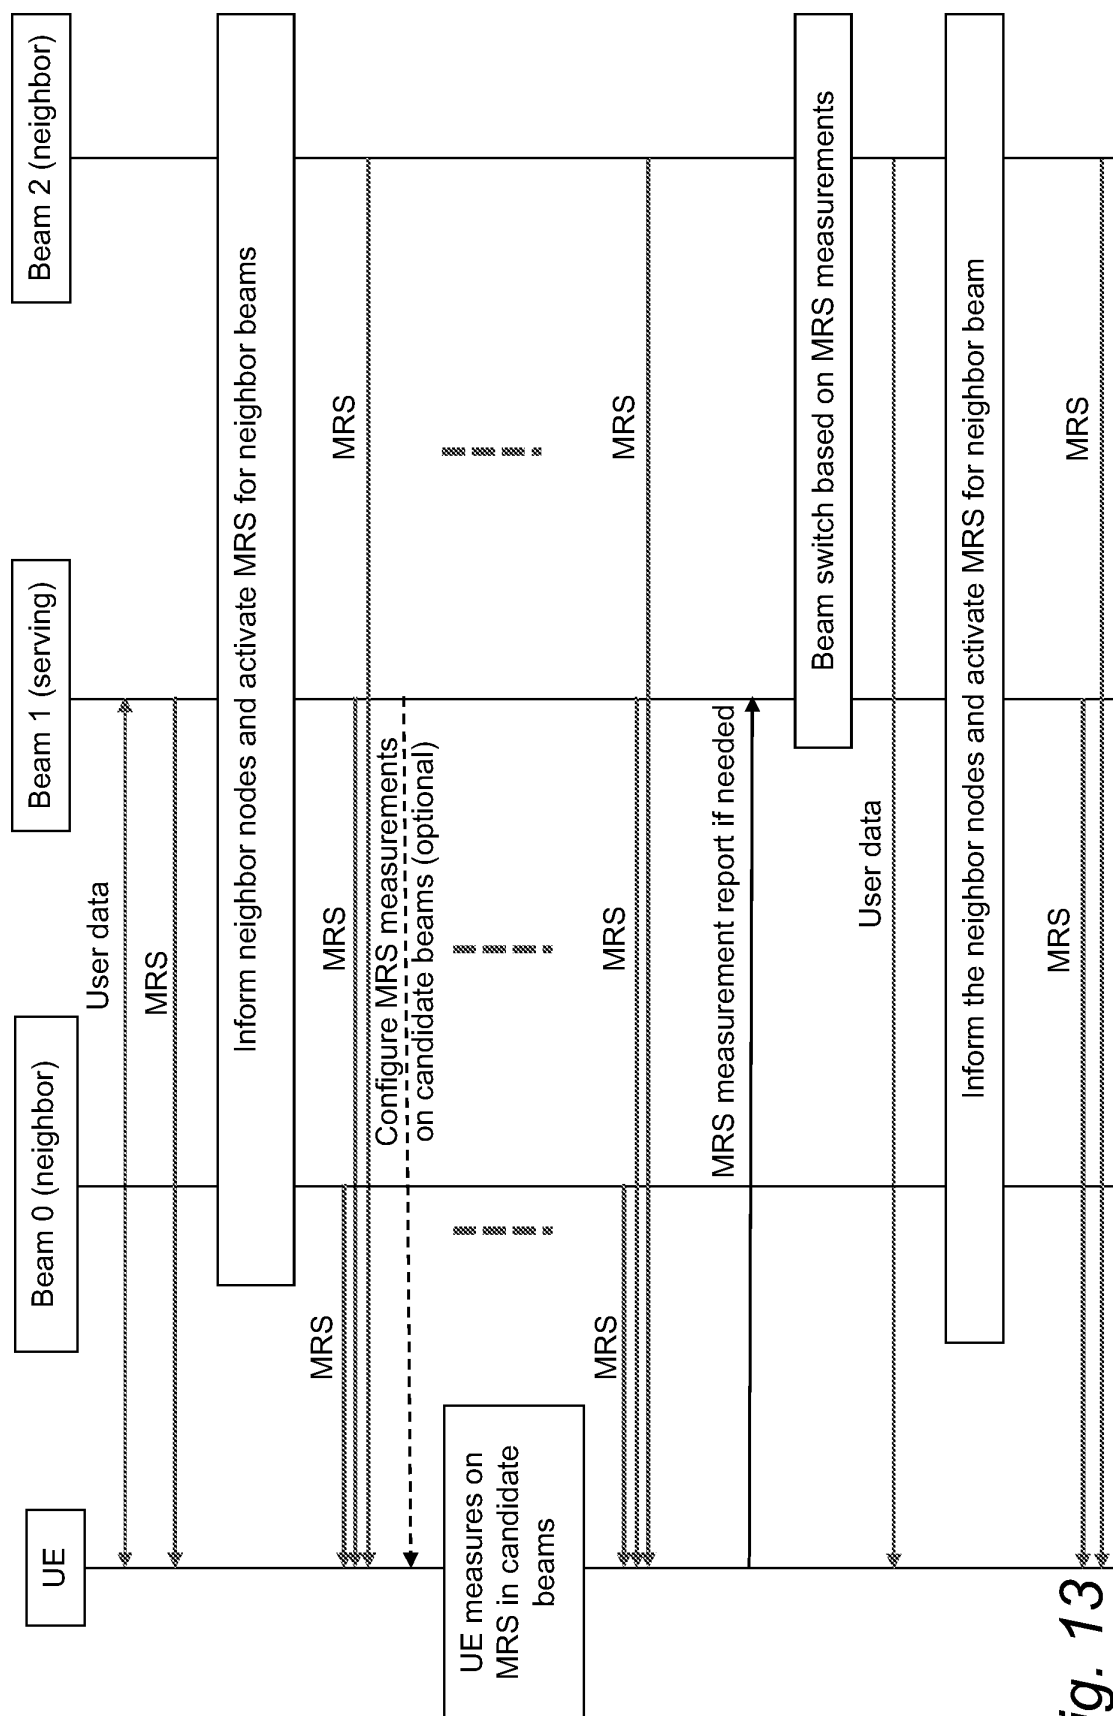 UE
Beam 0 (neighbor)
Beam 1 (serving)
Beam 2 (neighbor)
User data
MRS
Inform neighbor nodes and activate MRS for neighbor beams
MRS
MRS
MRS
Configure MRS measurements
on candidate beams (optional)
UE measures on
MRS in candidate
beams
MRS
MRS
MRS
MRS measurement report if needed
Beam switch based on MRS measurements
User data
Inform the neighbor nodes and activate MRS for neighbor beam
MRS
MRS
ig. 13